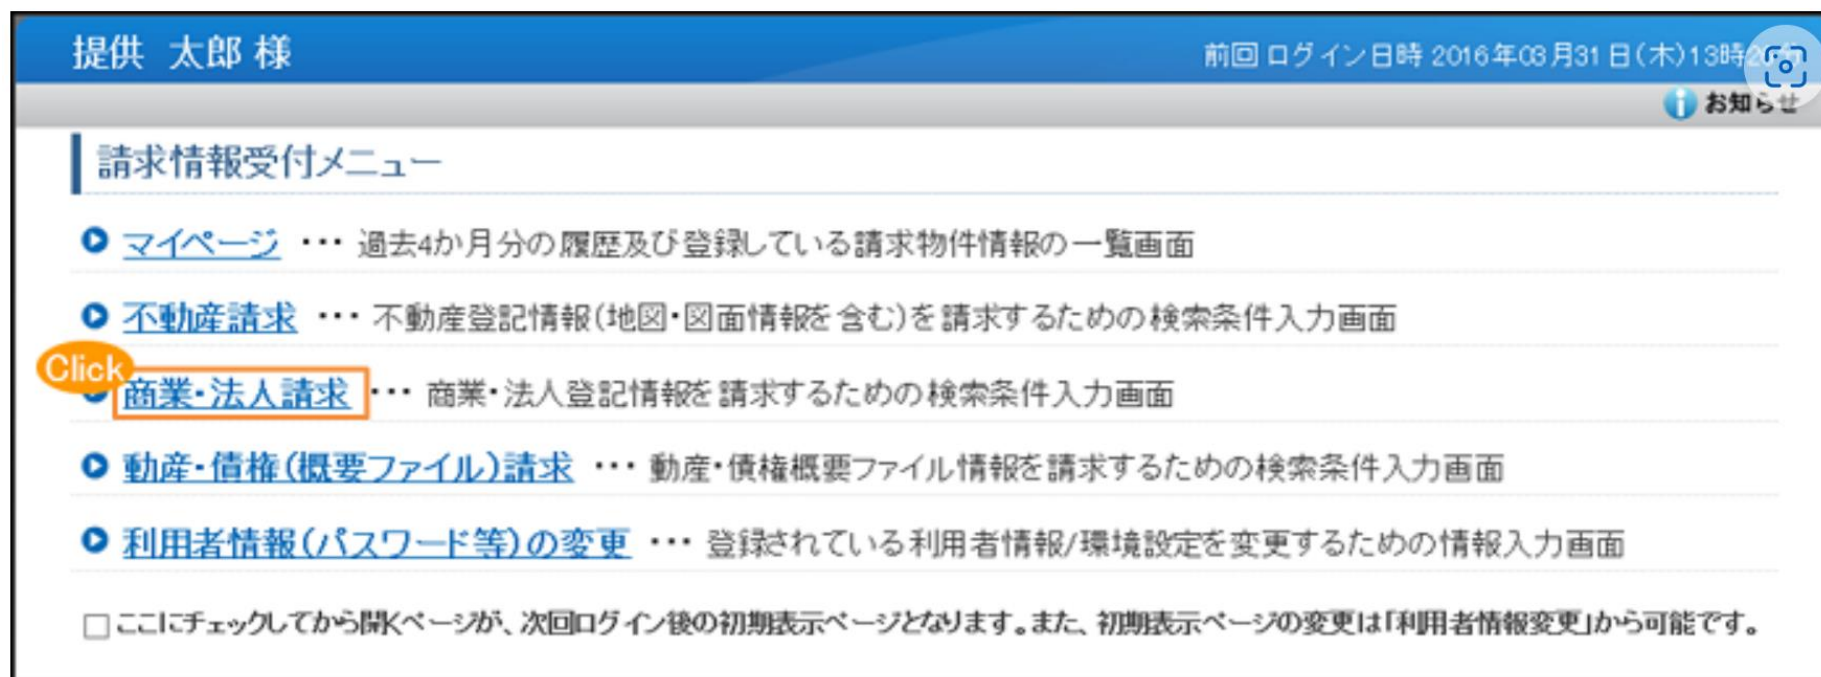 提供 太郎 様
前回 ログイン日時 2016年03月31日(木)13時
お知らせ
請求情報受付メニュー
マイページ ・・・ 過去4か月分の履歴及び登録している請求物件情報の一覧画面
不動産請求 ・・・ 不動産登記情報(地図・図面情報を含む)を請求するための検索条件入力画面
Click
商業・法人請求 ・・・ 商業・法人登記情報を請求するための検索条件入力画面
動産・債権(概要ファイル)請求 ・・・ 動産・債権概要ファイル情報を請求するための検索条件入力画面
利用者情報(パスワード等)の変更 ・・・ 登録されている利用者情報/環境設定を変更するための情報入力画面
ここにチェックしてから開くページが、次回ログイン後の初期表示ページとなります。また、初期表示ページの変更は「利用者情報変更」から可能です。